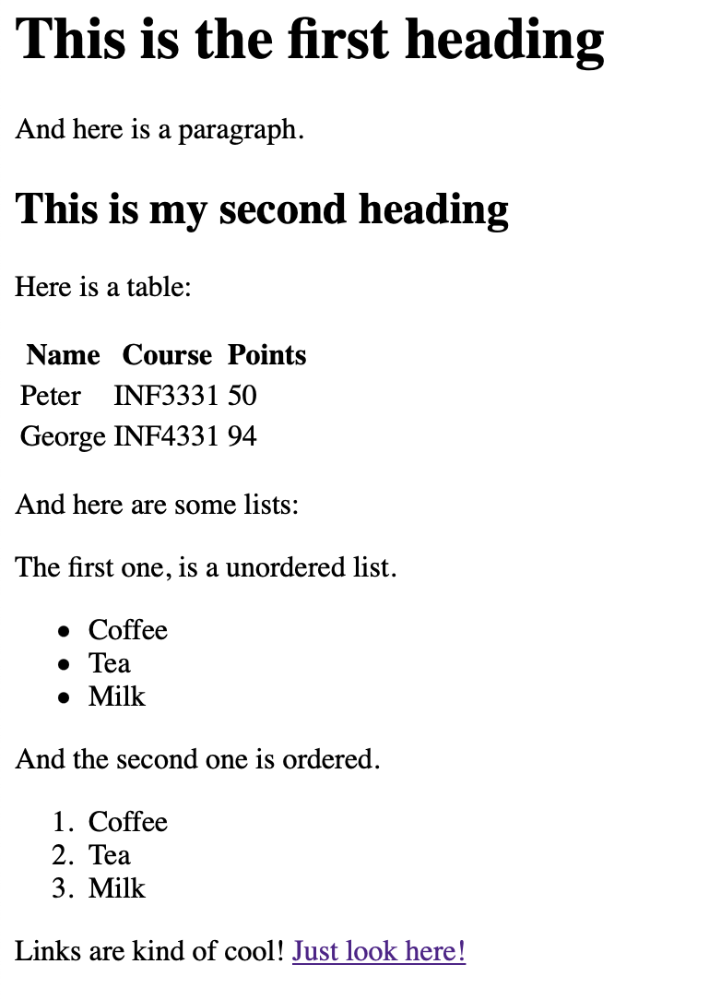 This is the first heading
And here is a paragraph.
This is my second heading
Here is a table:
Name Course Points
Peter INF3331 50
George INF4331 94
And here are some lists:
The first one, is a unordered list.
• Coffee
• Tea
• Milk
And the second one is ordered.
1. Coffee
2. Tea
3. Milk
Links are kind of cool! Just look here!